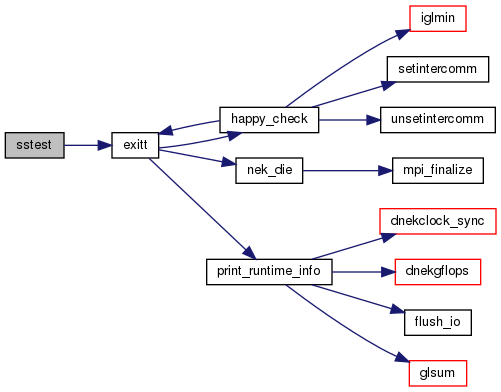 sstest
exitt
happy_check
iglmin
setintercomm
unsetintercomm
nek_die
mpi_finalize
print_runtime_info
dnekclock_sync
dnekgflops
flush_io
glsum